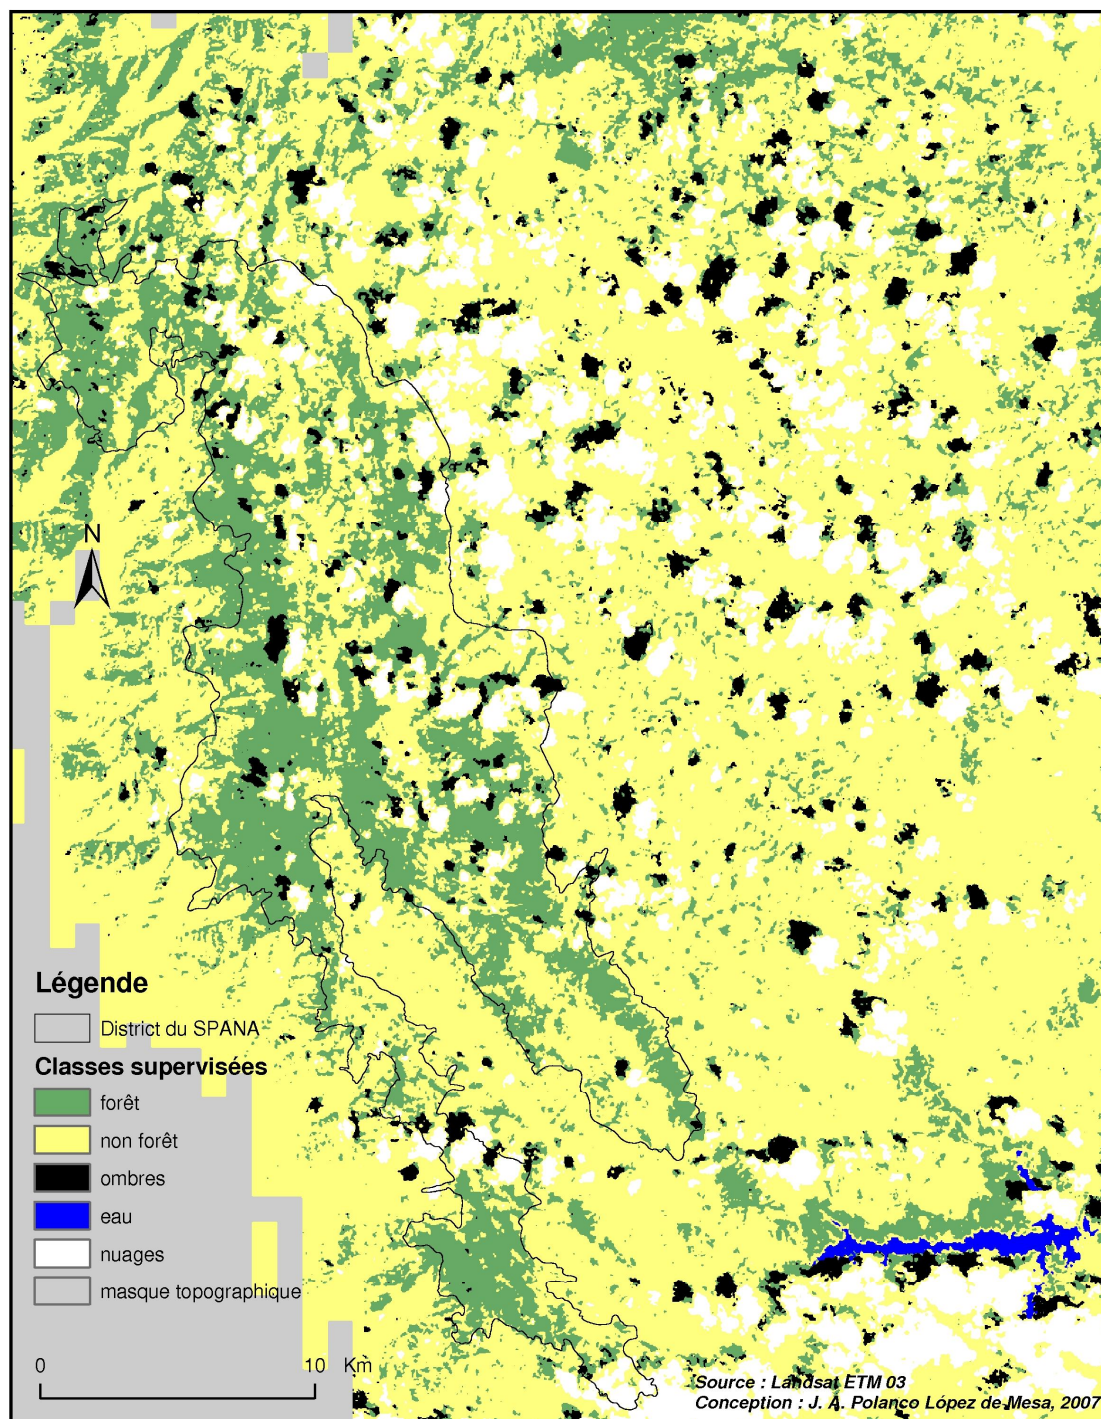 N
Légende
District du SPANA
Classes supervisées
forêt
non forêt
ombres
eau
nuages
masque topographique
0 10 Km
Source : Landsat ETM 03
Conception : J. A. Polanco López de Mesa, 2007